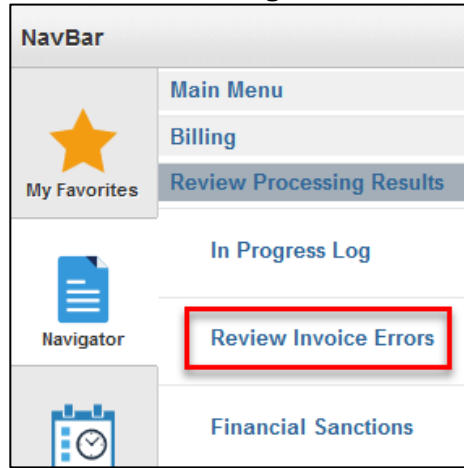 NavBar
Main Menu
Billing
My Favorites
Review Processing Results
In Progress Log
Navigator
Review Invoice Errors
Financial Sanctions